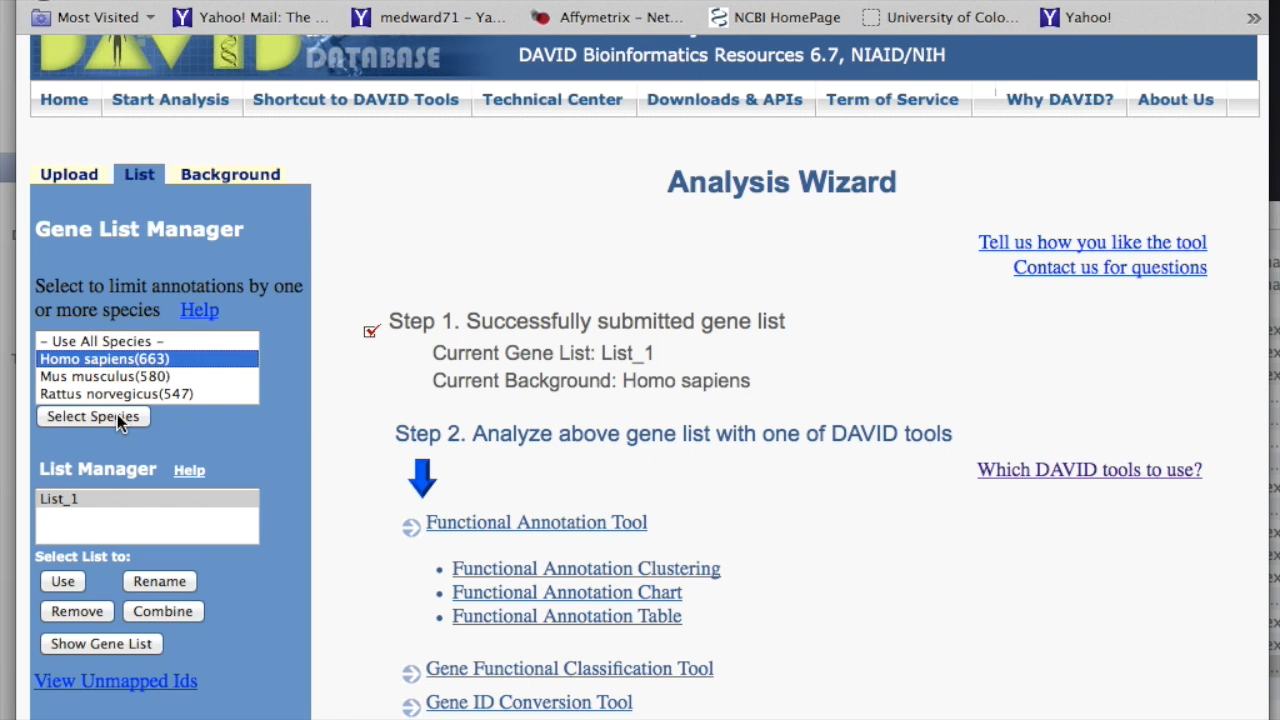 Most Visited
Yahoo! Mail: The ...
medward71 – Ya...
Affymetrix – Net...
NCBI HomePage
University of Colo...
Yahoo!
DAVID
DATABASE
DAVID Bioinformatics Resources 6.7, NIAID/NIH
Home
Start Analysis
Shortcut to DAVID Tools
Technical Center
Downloads & APIs
Term of Service
Why DAVID?
About Us
Upload
List
Background
Gene List Manager
Select to limit annotations by one
or more species Help
– Use All Species –
Homo sapiens(663)
Mus musculus(580)
Rattus norvegicus(547)
Select Species
List Manager Help
List_1
Select List to:
Use
Rename
Remove
Combine
Show Gene List
View Unmapped Ids
Analysis Wizard
Tell us how you like the tool
Contact us for questions
Step 1. Successfully submitted gene list
Current Gene List: List_1
Current Background: Homo sapiens
Step 2. Analyze above gene list with one of DAVID tools
Which DAVID tools to use?
Functional Annotation Tool
• Functional Annotation Clustering
• Functional Annotation Chart
• Functional Annotation Table
Gene Functional Classification Tool
Gene ID Conversion Tool